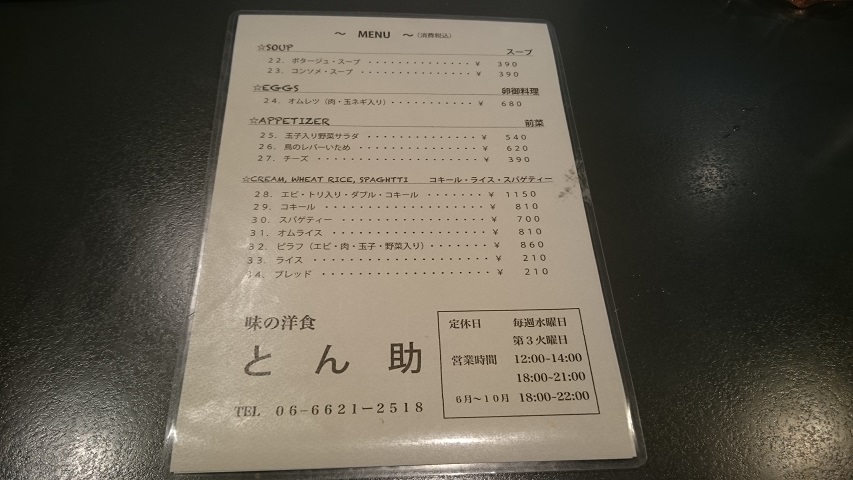 ～ MENU ～（消費税込）
☆SOUP スープ
２２．ポタージュ・スープ ・・・・・・・・・・・・・・ ￥ ３９０
２３．コンソメ・スープ ・・・・・・・・・・・・・・・ ￥ ３９０
☆EGGS 卵御料理
２４．オムレツ（肉・玉ネギ入り）・・・・・・・・・・・ ￥ ６８０
☆APPETIZER 前菜
２５．玉子入り野菜サラダ ・・・・・・・・・・・・・・ ￥ ５４０
２６．鳥のレバーいため ・・・・・・・・・・・・・・・ ￥ ６２０
２７．チーズ ・・・・・・・・・・・・・・・・・・・・ ￥ ３９０
☆CREAM, WHEAT RICE, SPAGHTTI コキール・ライス・スパゲティー
２８．エビ・トリ入り・ダブル・コキール ・・・・・・・ ￥ １１５０
２９．コキール ・・・・・・・・・・・・・・・・・・・ ￥ ８１０
３０．スパゲティー ・・・・・・・・・・・・・・・・・ ￥ ７００
３１．オムライス ・・・・・・・・・・・・・・・・・・ ￥ ８１０
３２．ピラフ（エビ・肉・玉子・野菜入り）・・・・・・・ ￥ ８６０
３３．ライス ・・・・・・・・・・・・・・・・・・・・ ￥ ２１０
３４．ブレッド ・・・・・・・・・・・・・・・・・・・ ￥ ２１０
味の洋食
とん助
TEL ０６－６６２１－２５１８
定休日 毎週水曜日
第３火曜日
営業時間 12:00~14:00
18:00~21:00
６月～１０月 18:00~22:00